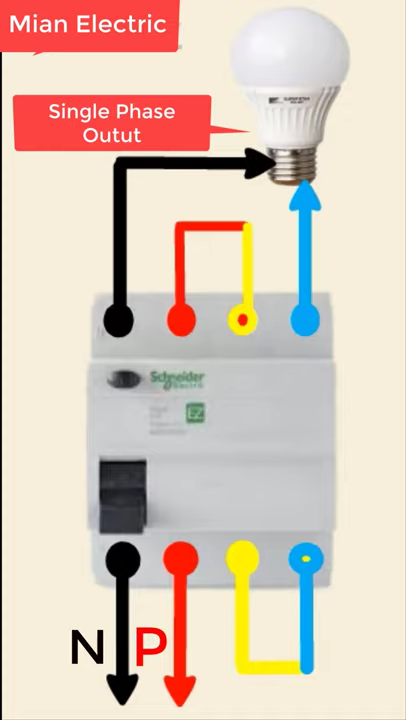 Mian Electric
Single Phase
Outut
Schneider
Electric
EZ
N P